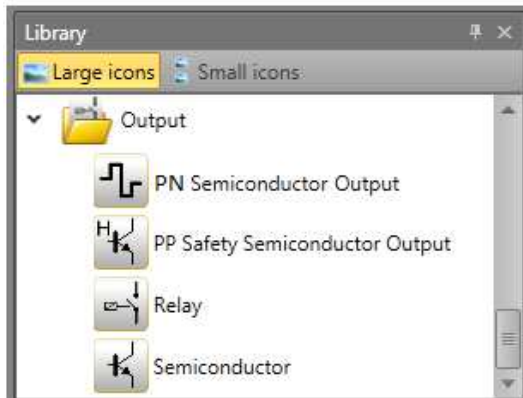 Library
Large icons Small icons
Output
PN Semiconductor Output
H PP Safety Semiconductor Output
Relay
Semiconductor